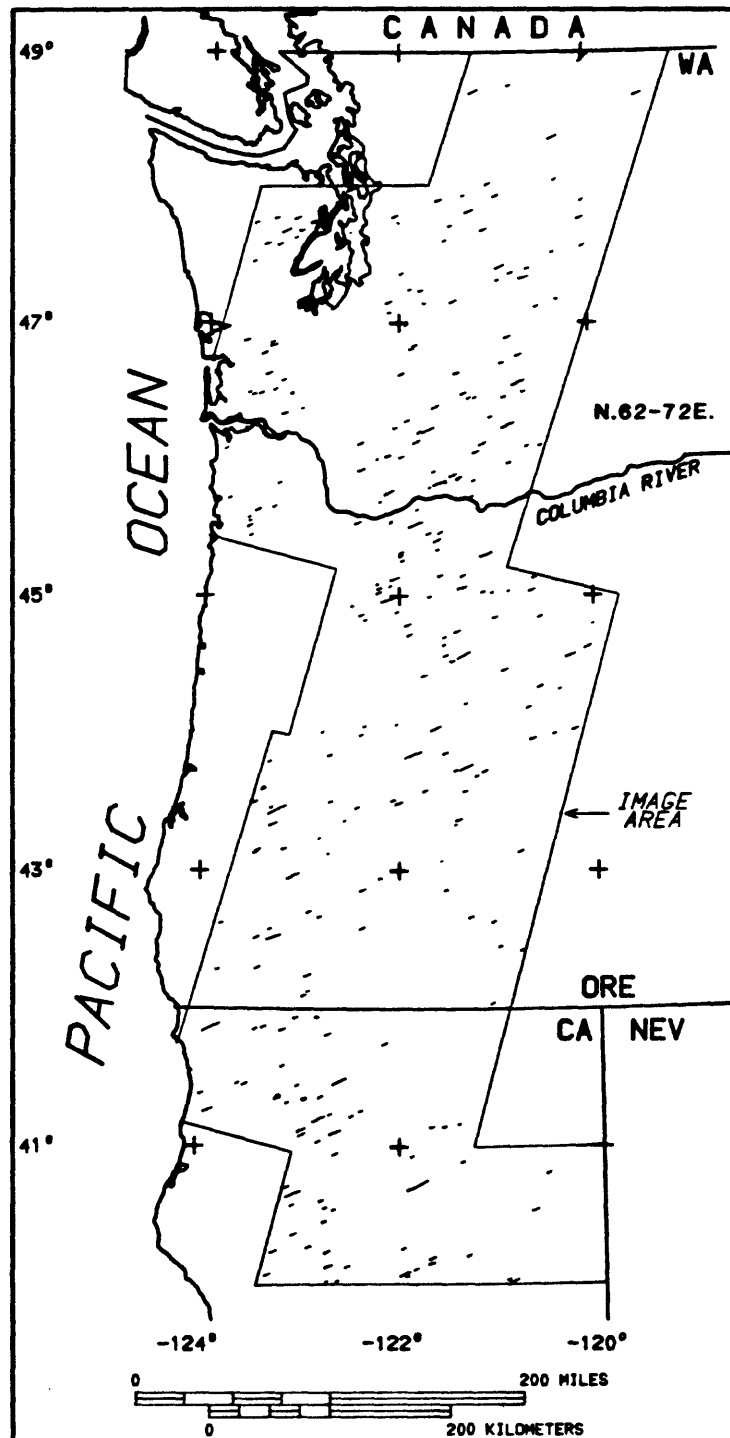 CANADA
49°
WA
47°
N.62-72E.
COLUMBIA RIVER
OCEAN
45°
IMAGE
AREA
43°
PACIFIC
ORE
CA NEV
41°
-124° -122° -120°
0 200 MILES
0 200 KILOMETERS